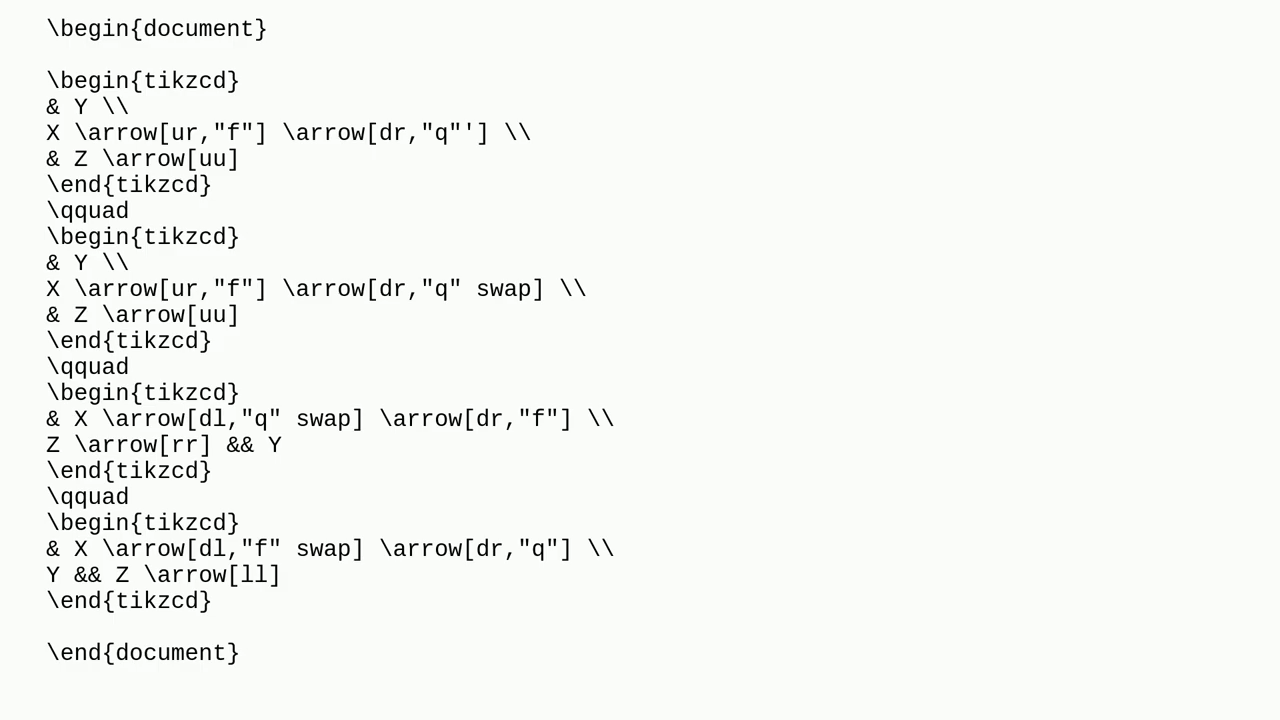 \begin{document}
\begin{tikzcd}
& Y \\
X \arrow[ur,"f"] \arrow[dr,"q"'] \\
& Z \arrow[uu]
\end{tikzcd}
\qquad
\begin{tikzcd}
& Y \\
X \arrow[ur,"f"] \arrow[dr,"q" swap] \\
& Z \arrow[uu]
\end{tikzcd}
\qquad
\begin{tikzcd}
& X \arrow[dl,"q" swap] \arrow[dr,"f"] \\
Z \arrow[rr] && Y
\end{tikzcd}
\qquad
\begin{tikzcd}
& X \arrow[dl,"f" swap] \arrow[dr,"q"] \\
Y && Z \arrow[ll]
\end{tikzcd}
\end{document}